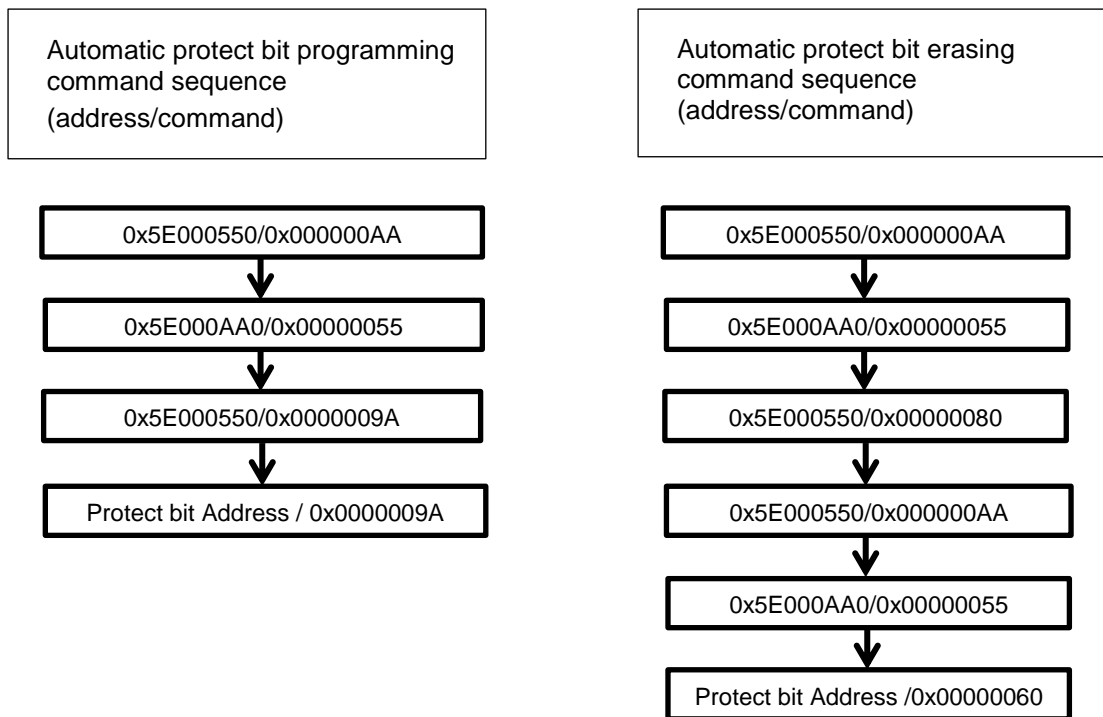 Automatic protect bit programming
command sequence
(address/command)
0x5E000550/0x000000AA
0x5E000AA0/0x00000055
0x5E000550/0x0000009A
Protect bit Address / 0x0000009A
Automatic protect bit erasing
command sequence
(address/command)
0x5E000550/0x000000AA
0x5E000AA0/0x00000055
0x5E000550/0x00000080
0x5E000550/0x000000AA
0x5E000AA0/0x00000055
Protect bit Address /0x00000060